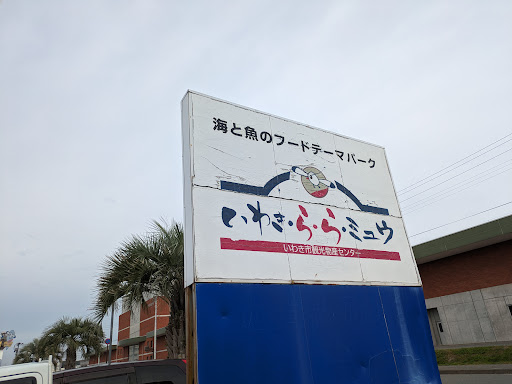 海と魚のフードテーマパーク
いわき・ら・ら・ミュウ
いわき市観光物産センター